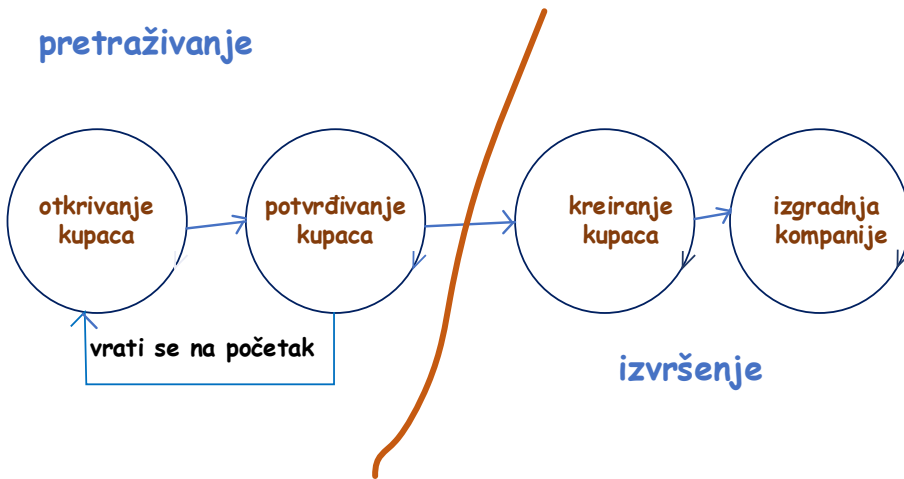 pretraživanje
otkrivanje
kupaca
potvrđivanje
kupaca
kreiranje
kupaca
izgradnja
kompanije
vrati se na početak
izvršenje